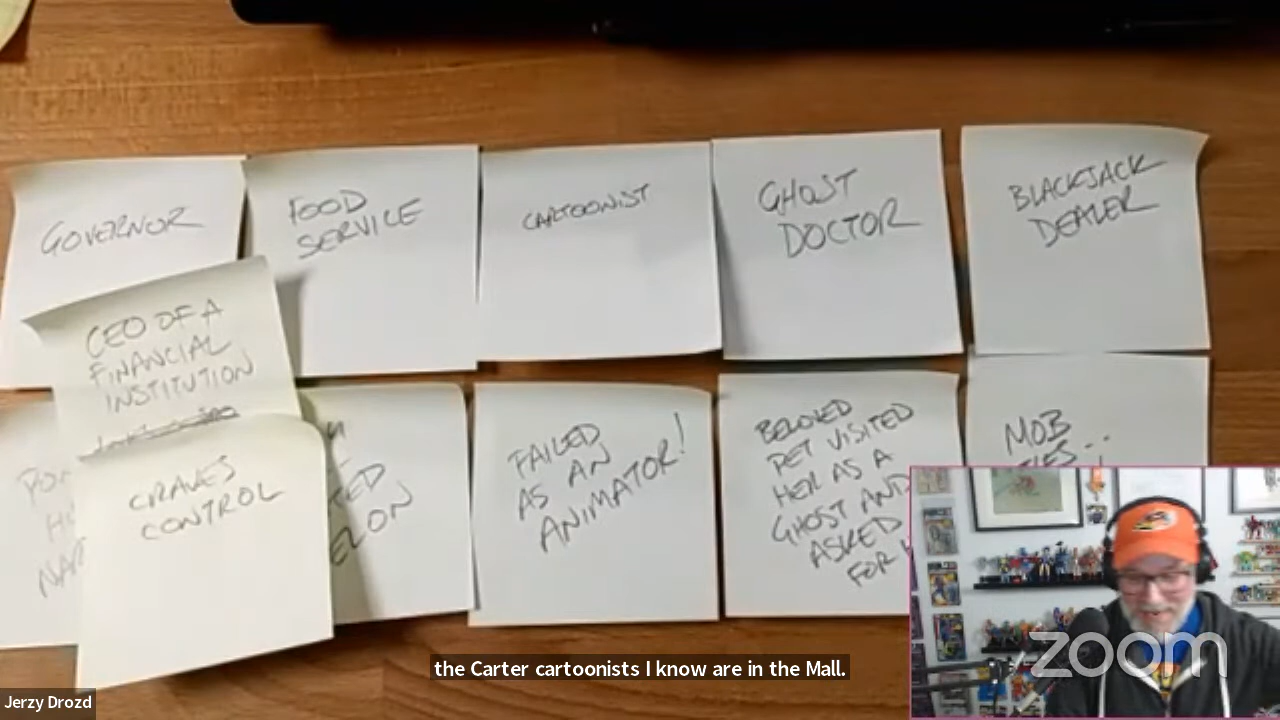 GOVERNOR
FOOD
SERVICE
CARTOONIST
GHOST
DOCTOR
BLACKJACK
DEALER
CEO OF A
FINANCIAL
INSTITUTION
CRAVES
CONTROL
FAILED
AS AN
ANIMATOR!
BELOVED
PET VISITED
HER AS A
GHOST AND
ASKED
FOR
MOB
the Carter cartoonists I know are in the Mall.
Jerzy Drozd
zoom